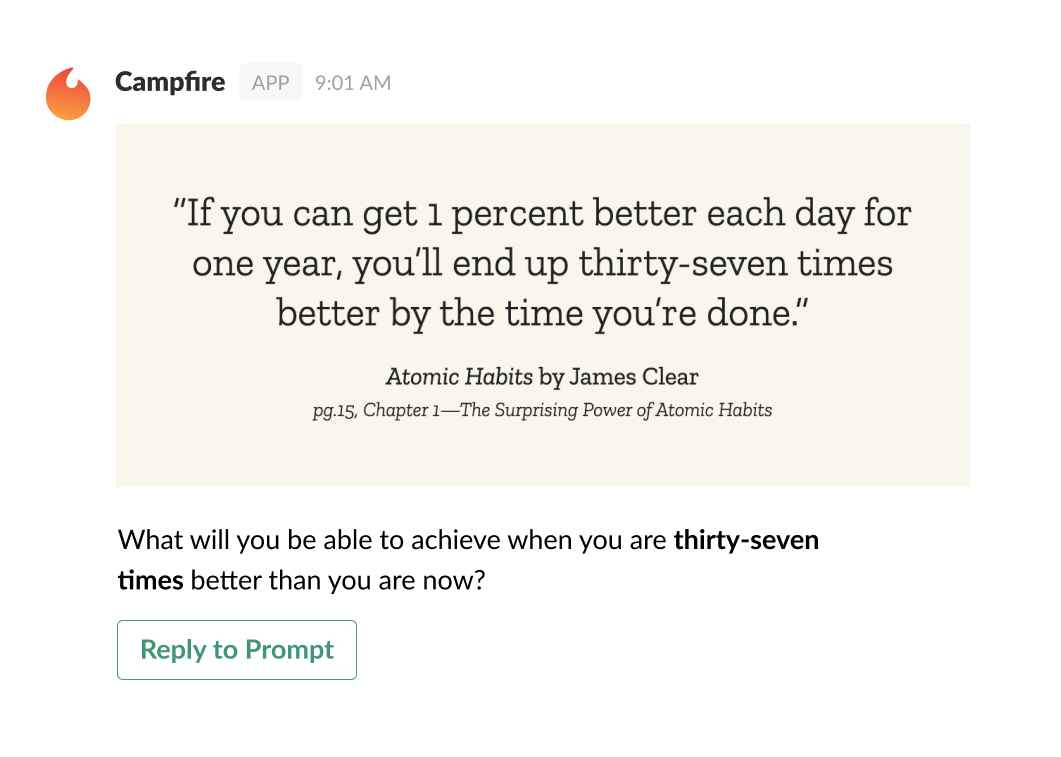 Campfire APP 9:01 AM
“If you can get 1 percent better each day for
one year, you’ll end up thirty-seven times
better by the time you’re done.”
Atomic Habits by James Clear
pg.15, Chapter 1—The Surprising Power of Atomic Habits
What will you be able to achieve when you are thirty-seven
times better than you are now?
Reply to Prompt